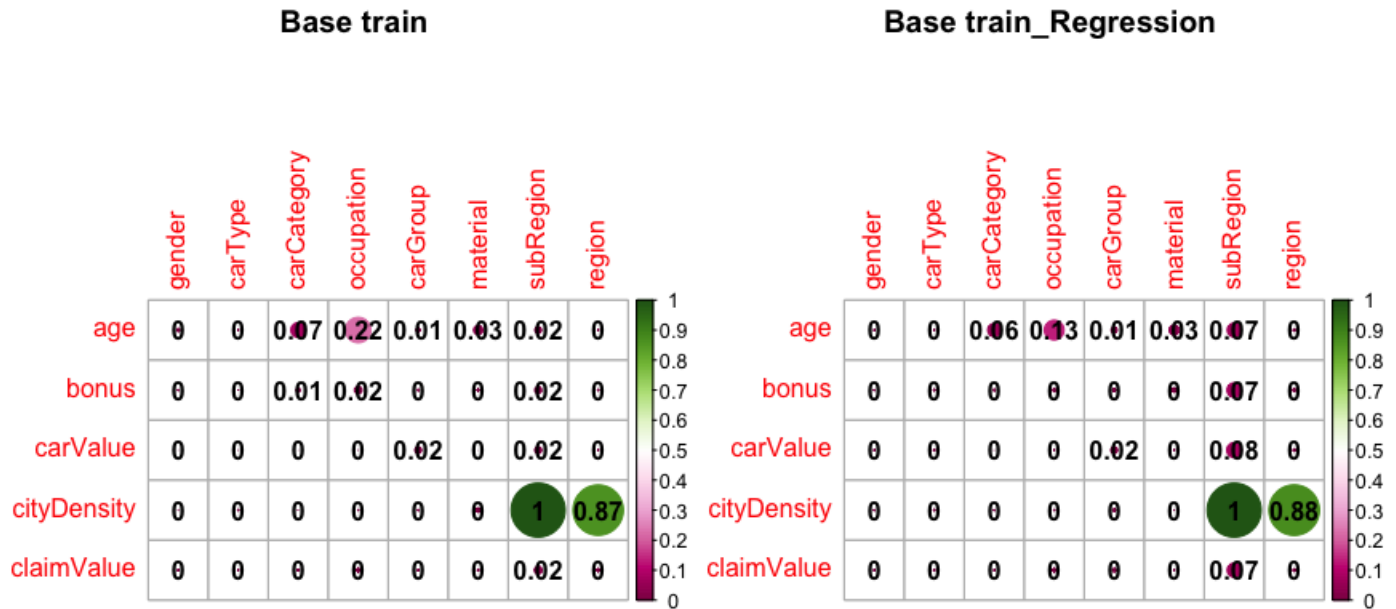 Base train
gender carType carCategory occupation carGroup material subRegion region
age 0 0 0.07 0.22 0.01 0.03 0.02 0
bonus 0 0 0.01 0.02 0 0 0.02 0
carValue 0 0 0 0 0.02 0 0.02 0
cityDensity 0 0 0 0 0 0 1 0.87
claimValue 0 0 0 0 0 0 0.02 0
1
0.9
0.8
0.7
0.6
0.5
0.4
0.3
0.2
0.1
0
Base train_Regression
gender carType carCategory occupation carGroup material subRegion region
age 0 0 0.06 0.13 0.01 0.03 0.07 0
bonus 0 0 0 0 0 0 0.07 0
carValue 0 0 0 0 0.02 0 0.08 0
cityDensity 0 0 0 0 0 0 1 0.88
claimValue 0 0 0 0 0 0 0.07 0
1
0.9
0.8
0.7
0.6
0.5
0.4
0.3
0.2
0.1
0